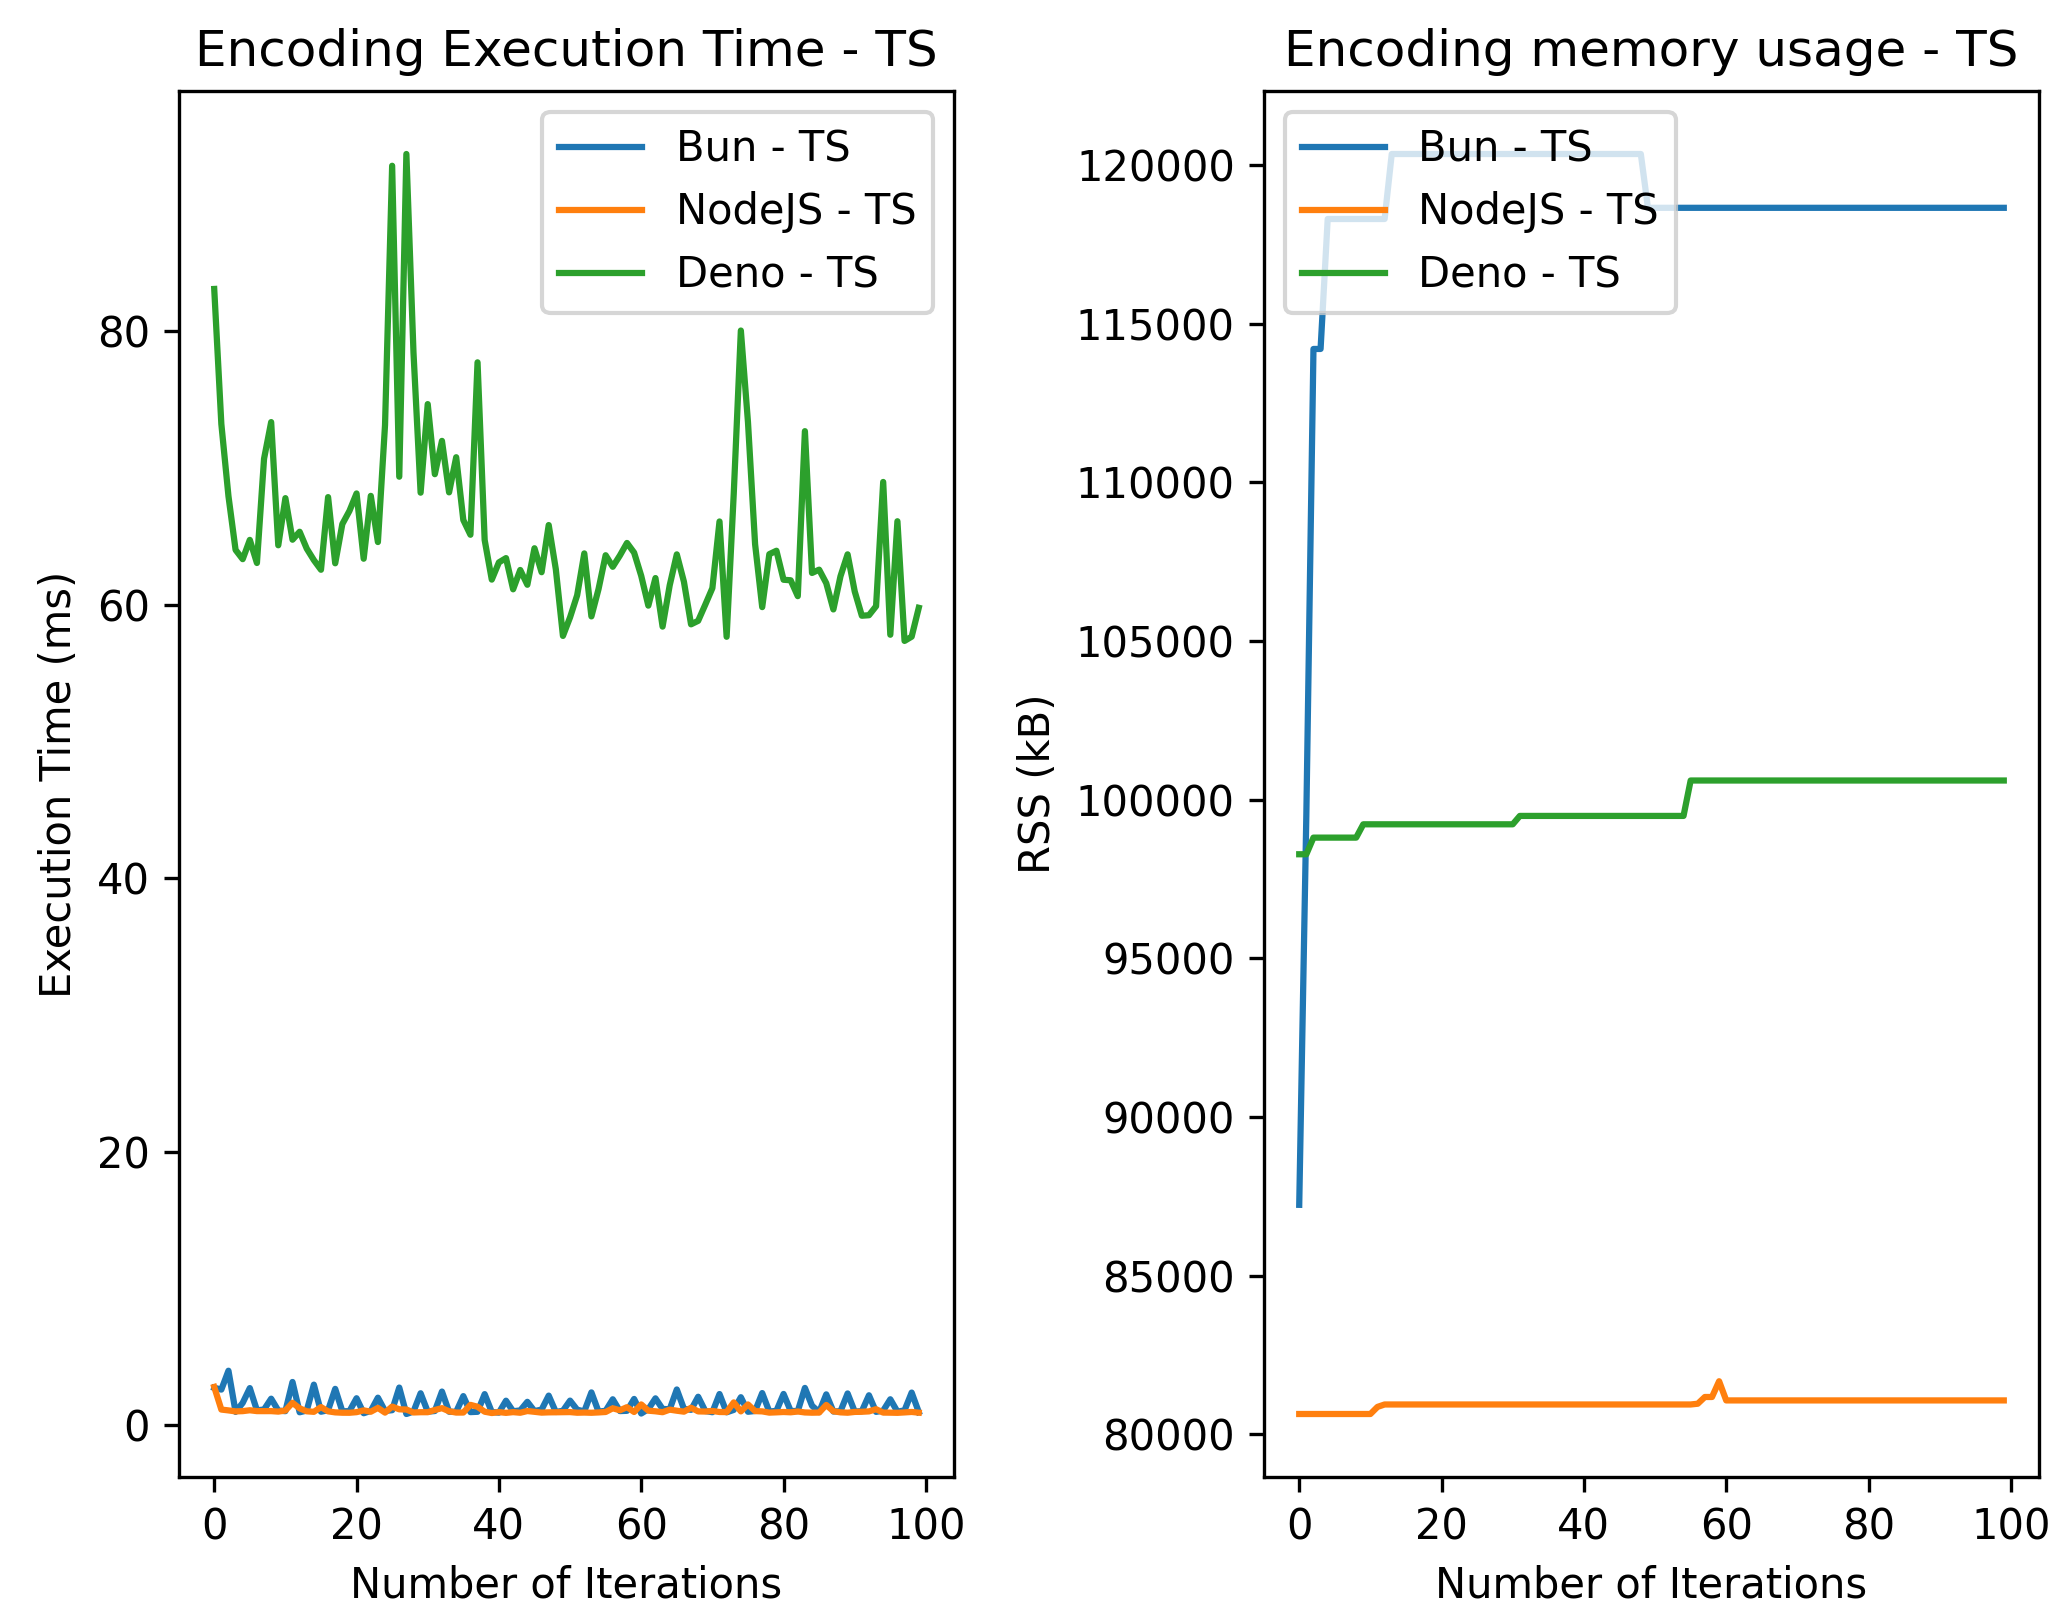 Encoding Execution Time - TS
Bun - TS
NodeJS - TS
Deno - TS
Execution Time (ms)
80
60
40
20
0
0 20 40 60 80 100
Number of Iterations
Encoding memory usage - TS
Bun - TS
NodeJS - TS
Deno - TS
RSS (kB)
120000
115000
110000
105000
100000
95000
90000
85000
80000
0 20 40 60 80 100
Number of Iterations